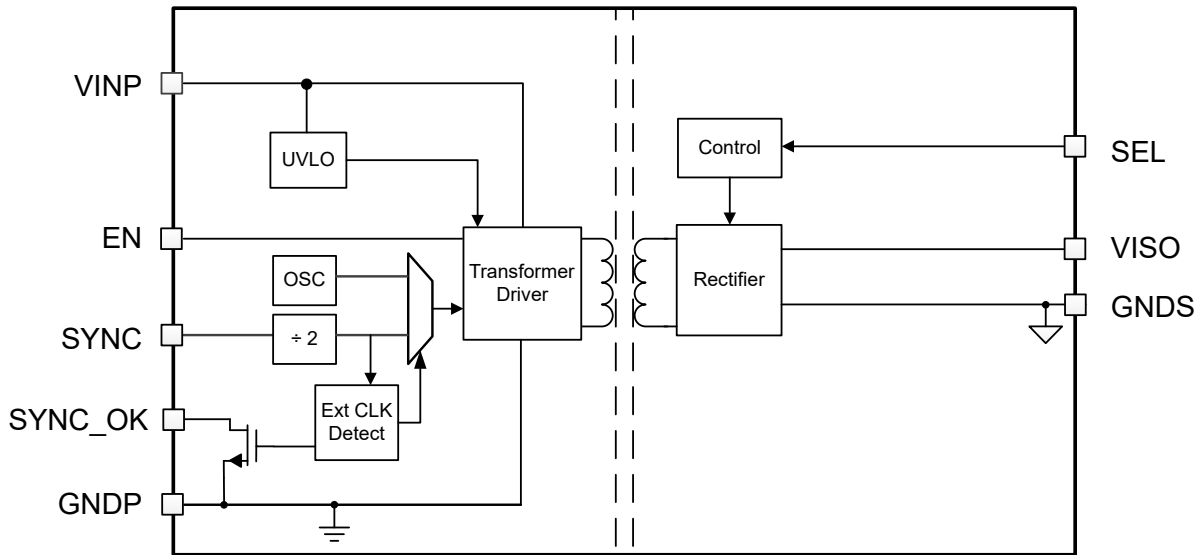 VINP
UVLO
Control
SEL
EN
OSC
Transformer
Driver
Rectifier
VISO
GNDS
SYNC
÷ 2
SYNC_OK
Ext CLK
Detect
GNDP